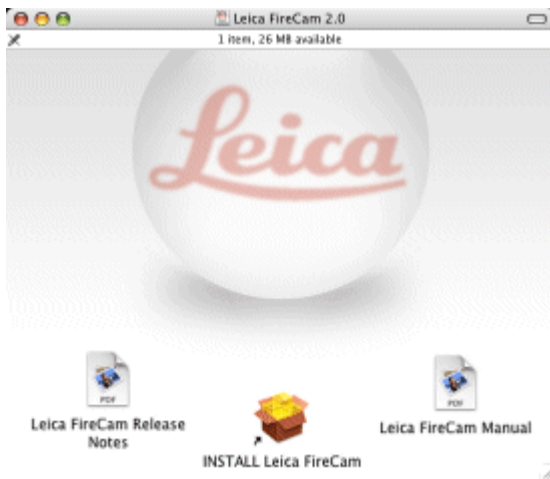 Leica FireCam 2.0
1 item, 26 MB available
Leica
PDF
Leica FireCam Release
Notes
INSTALL Leica FireCam
PDF
Leica FireCam Manual